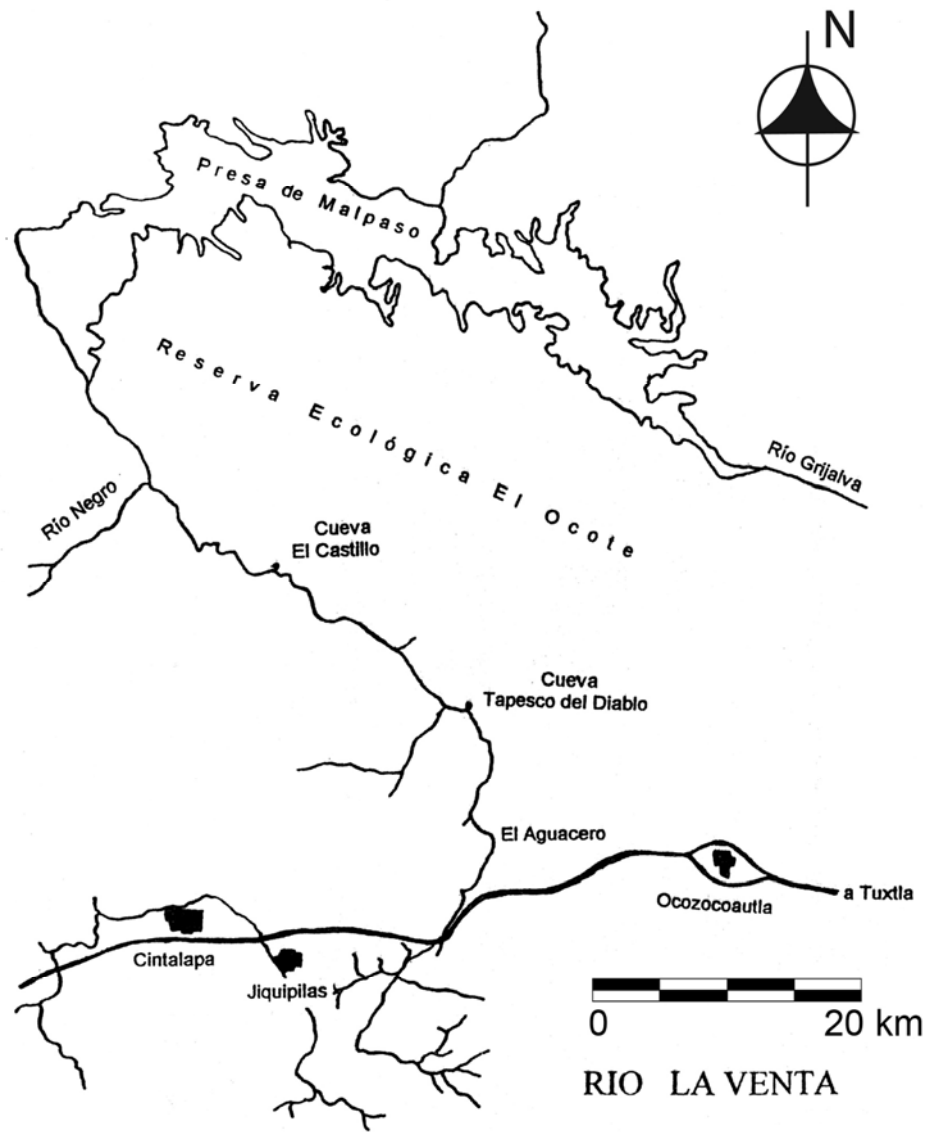 N
Presa de Malpaso
Reserva Ecológica El Ocote
Río Grijalva
Río Negro
Cueva
El Castillo
Cueva
Tapesco del Diablo
El Aguacero
Ocozocoautla
a Tuxtla
Cintalapa
Jiquipilas
0 20 km
RIO LA VENTA